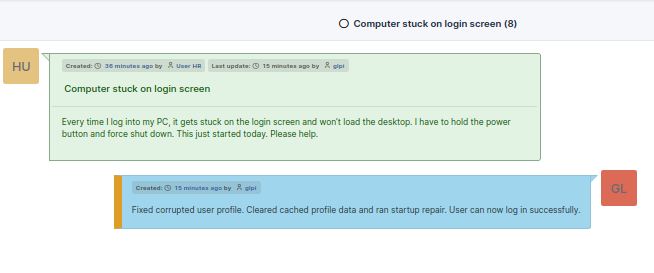 Computer stuck on login screen (8)
HU
Created: 36 minutes ago by User HR Last update: 15 minutes ago by glpi
Computer stuck on login screen
Every time I log into my PC, it gets stuck on the login screen and won't load the desktop. I have to hold the power
button and force shut down. This just started today. Please help.
GL
Created: 15 minutes ago by glpi
Fixed corrupted user profile. Cleared cached profile data and ran startup repair. User can now log in successfully.